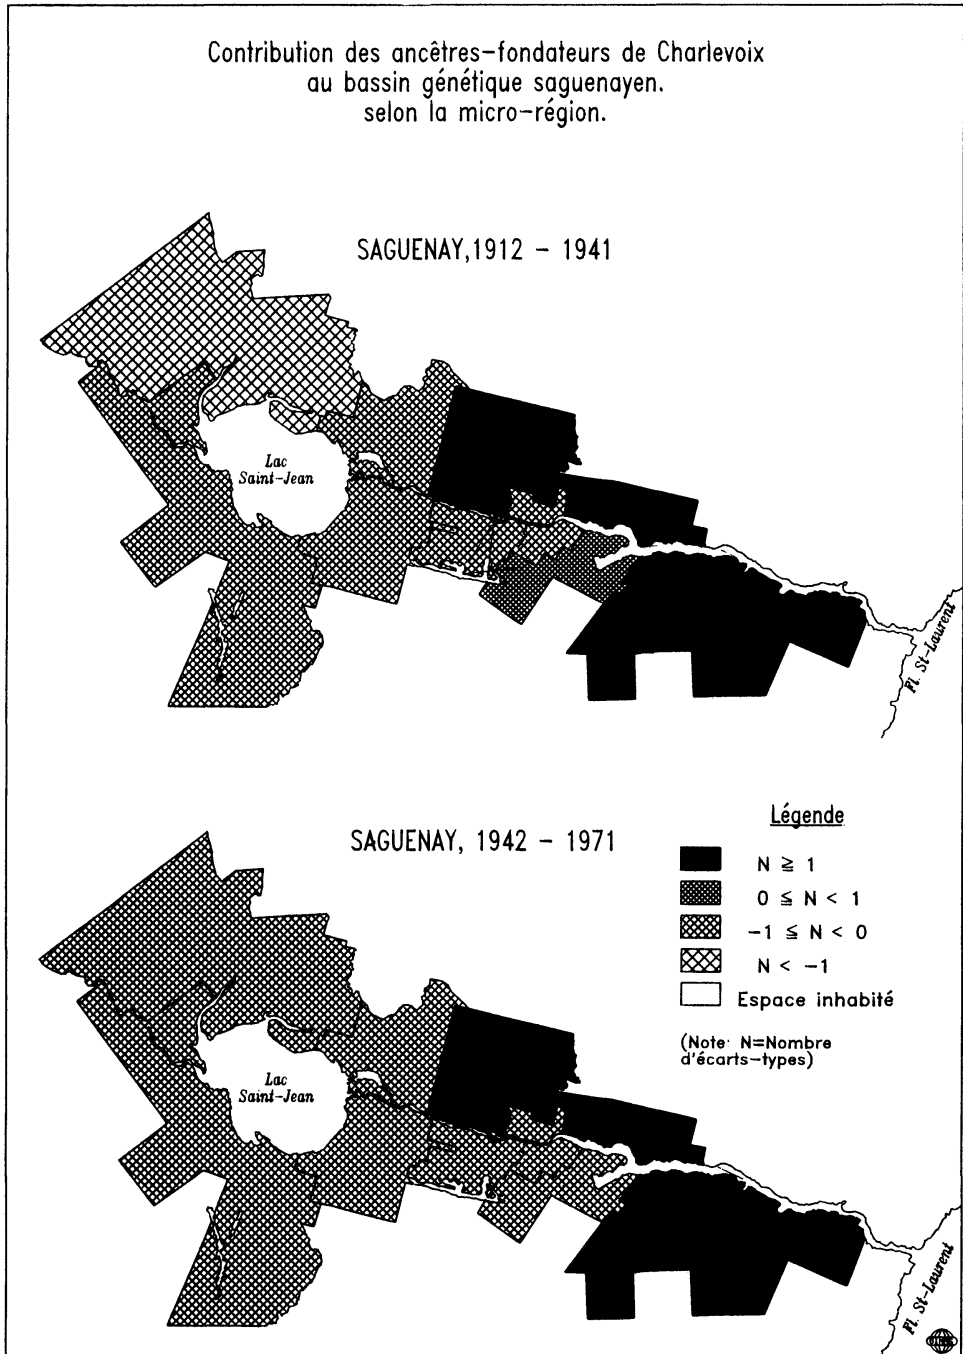 Contribution des ancêtres-fondateurs de Charlevoix
au bassin génétique saguenayen.
selon la micro-région.
SAGUENAY,1912 - 1941
Lac
Saint-Jean
Fl. St-Laurent
SAGUENAY, 1942 - 1971
Légende
N ≧ 1
0 ≦ N < 1
-1 ≦ N < 0
N < -1
Espace inhabité
(Note: N=Nombre
d'écarts-types)
Lac
Saint-Jean
Fl. St-Laurent